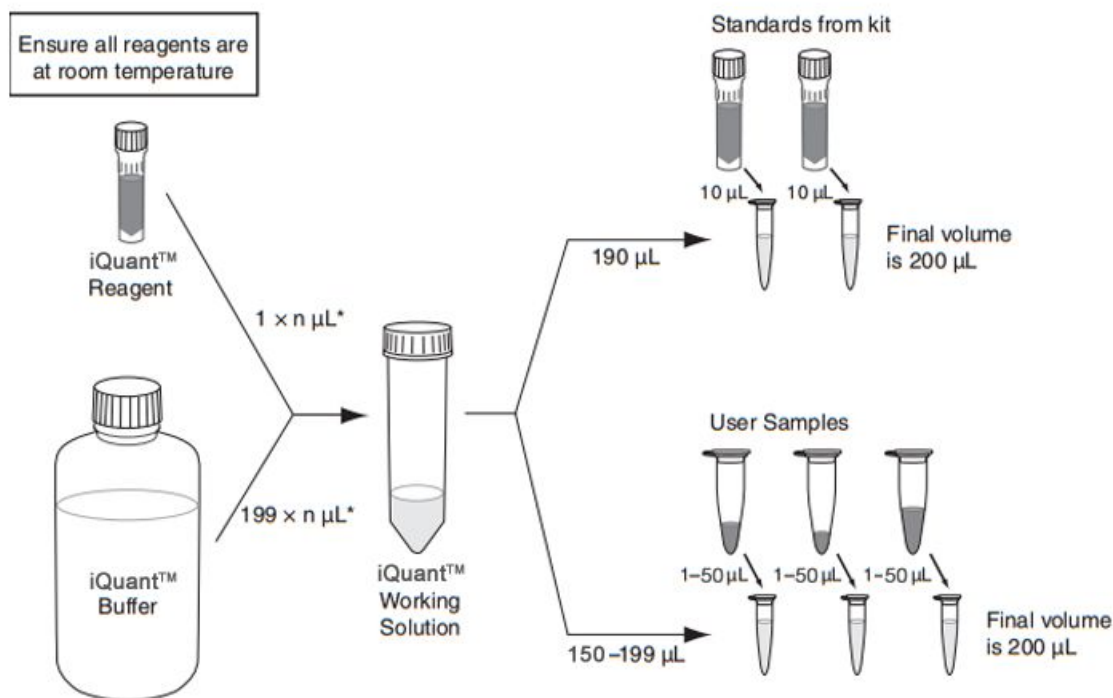 Ensure all reagents are
at room temperature
iQuant™
Reagent
1 × n μL*
199 × n μL*
iQuant™
Buffer
iQuant™
Working
Solution
190 μL
150–199 μL
Standards from kit
10 μL
10 μL
Final volume
is 200 μL
User Samples
1–50 μL
1–50 μL
1–50 μL
Final volume
is 200 μL